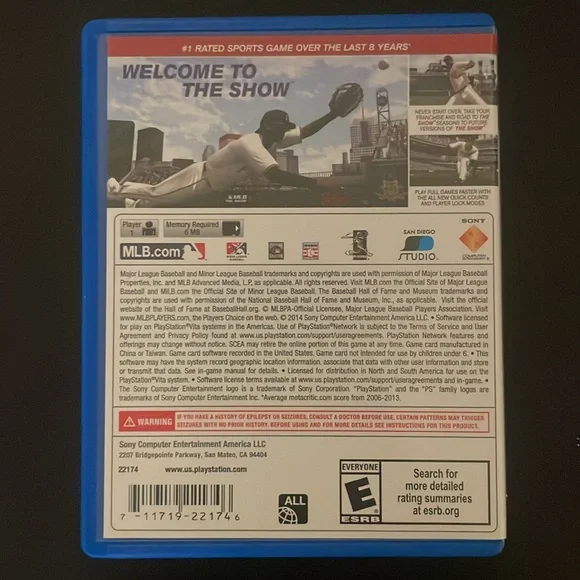 #1 RATED SPORTS GAME OVER THE LAST 8 YEARS*
WELCOME TO
THE SHOW
NEVER START OVER. TAKE YOUR
FRANCHISE AND ROAD TO THE
SHOW SEASONS TO FUTURE
VERSIONS OF THE SHOW
PLAY FULL GAMES FASTER WITH
THE ALL NEW QUICK COUNTS
AND PLAYER LOCK MODES
Player
1
Memory Required
6 MB
MLB.com
SAN DIEGO
STUDIO
SONY
COMPUTER
ENTERTAINMENT
Major League Baseball and Minor League Baseball trademarks and copyrights are used with permission of Major League Baseball
Properties, Inc. and MLB Advanced Media, L.P., as applicable. All rights reserved. Visit MLB.com the Official Site of Major League
Baseball and MiLB.com the Official Site of Minor League Baseball. The Baseball Hall of Fame and Museum trademarks and
copyrights are used with permission of the National Baseball Hall of Fame and Museum, Inc., as applicable. Visit the official
website of the Hall of Fame at BaseballHall.org. © MLBPA-Official Licensee, Major League Baseball Players Association. Visit
www.MLBPLAYERS.com, the Players Choice on the web. © 2014 Sony Computer Entertainment America LLC. • Software licensed
for play on PlayStation®Vita systems in the Americas. Use of PlayStation®Network is subject to the Terms of Service and User
Agreement and Privacy Policy found at www.us.playstation.com/support/useragreements. PlayStation Network features and
offerings may change without notice. SCEA may retire the online portion of this game at any time. Game card manufactured in
China or Taiwan. Game card software recorded in the United States. Game card not intended for use by children under 6. • This
software may have the system record geographic location information, associate that data with other user information and store
or transmit that data. See in-game manual for details. • Licensed for distribution in North and South America for use on the
PlayStation®Vita system. • Software license terms available at www.us.playstation.com/support/useragreements and in-game. •
The Sony Computer Entertainment logo is a trademark of Sony Corporation. "PlayStation" and the "PS" family logos are
trademarks of Sony Computer Entertainment Inc. *Average metacritic.com score from 2006-2013.
WARNING
IF YOU HAVE A HISTORY OF EPILEPSY OR SEIZURES, CONSULT A DOCTOR BEFORE USE. CERTAIN PATTERNS MAY TRIGGER
SEIZURES WITH NO PRIOR HISTORY. BEFORE USING AND FOR MORE DETAILS SEE INSTRUCTIONS FOR THIS PRODUCT.
Sony Computer Entertainment America LLC
2207 Bridgepointe Parkway, San Mateo, CA 94404
22174
www.us.playstation.com
7 11719-22174 6
ALL
EVERYONE
E
ESRB
Search for
more detailed
rating summaries
at esrb.org